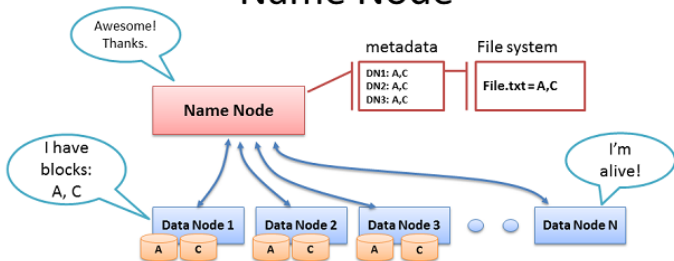 Name Node
Awesome!
Thanks.
metadata
File system
DN1: A,C
DN2: A,C
DN3: A,C
File.txt = A,C
Name Node
I have
blocks:
A, C
I'm
alive!
Data Node 1
Data Node 2
Data Node 3
Data Node N
A
C
A
C
A
C